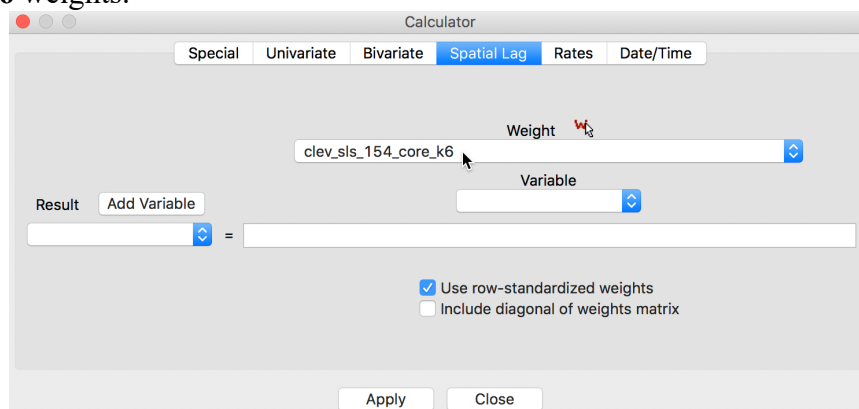 6 weights.
Calculator
Special Univariate Bivariate Spatial Lag Rates Date/Time
Weight
clev_sls_154_core_k6
Variable
Result Add Variable
=
Use row-standardized weights
Include diagonal of weights matrix
Apply Close